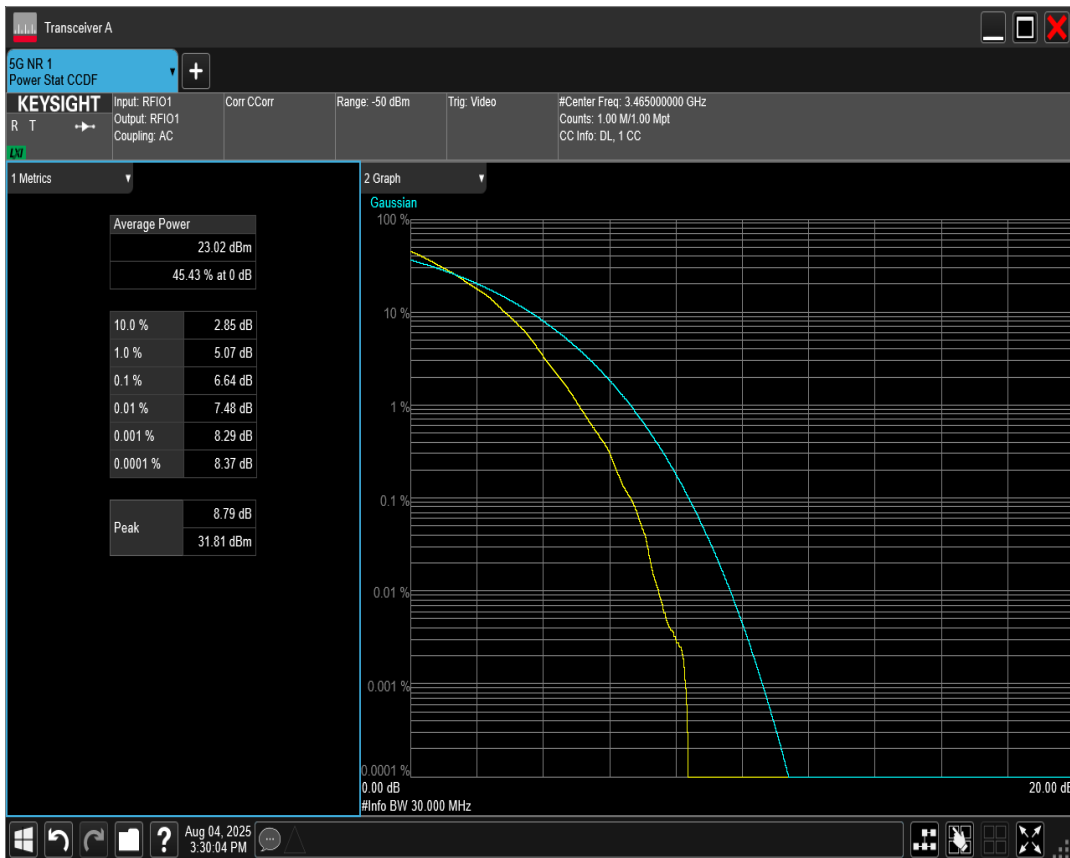 Transceiver A
5G NR 1
Power Stat CCDF
KEYSIGHT
R T
LXI
Input: RFIO1
Output: RFIO1
Coupling: AC
Corr CCorr
Range: -50 dBm
Trig: Video
#Center Freq: 3.465000000 GHz
Counts: 1.00 M/1.00 Mpt
CC Info: DL, 1 CC
1 Metrics
Average Power
23.02 dBm
45.43 % at 0 dB
10.0 % 2.85 dB
1.0 % 5.07 dB
0.1 % 6.64 dB
0.01 % 7.48 dB
0.001 % 8.29 dB
0.0001 % 8.37 dB
Peak
8.79 dB
31.81 dBm
2 Graph
Gaussian
100 %
10 %
1 %
0.1 %
0.01 %
0.001 %
0.0001 %
0.00 dB 20.00 dB
#Info BW 30.000 MHz
?
Aug 04, 2025
3:30:04 PM